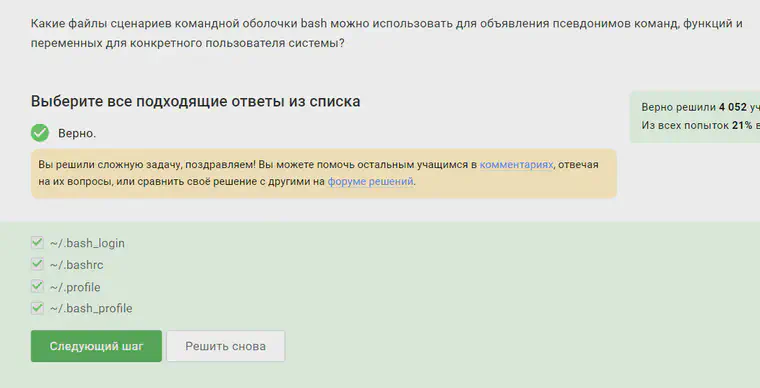 Какие файлы сценариев командной оболочки bash можно использовать для объявления псевдонимов команд, функций и
переменных для конкретного пользователя системы?
Выберите все подходящие ответы из списка
Верно.
Верно решили 4 052 уч
Из всех попыток 21% в
Вы решили сложную задачу, поздравляем! Вы можете помочь остальным учащимся в комментариях, отвечая
на их вопросы, или сравнить своё решение с другими на форуме решений.
~/.bash_login
~/.bashrc
~/.profile
~/.bash_profile
Следующий шаг
Решить снова